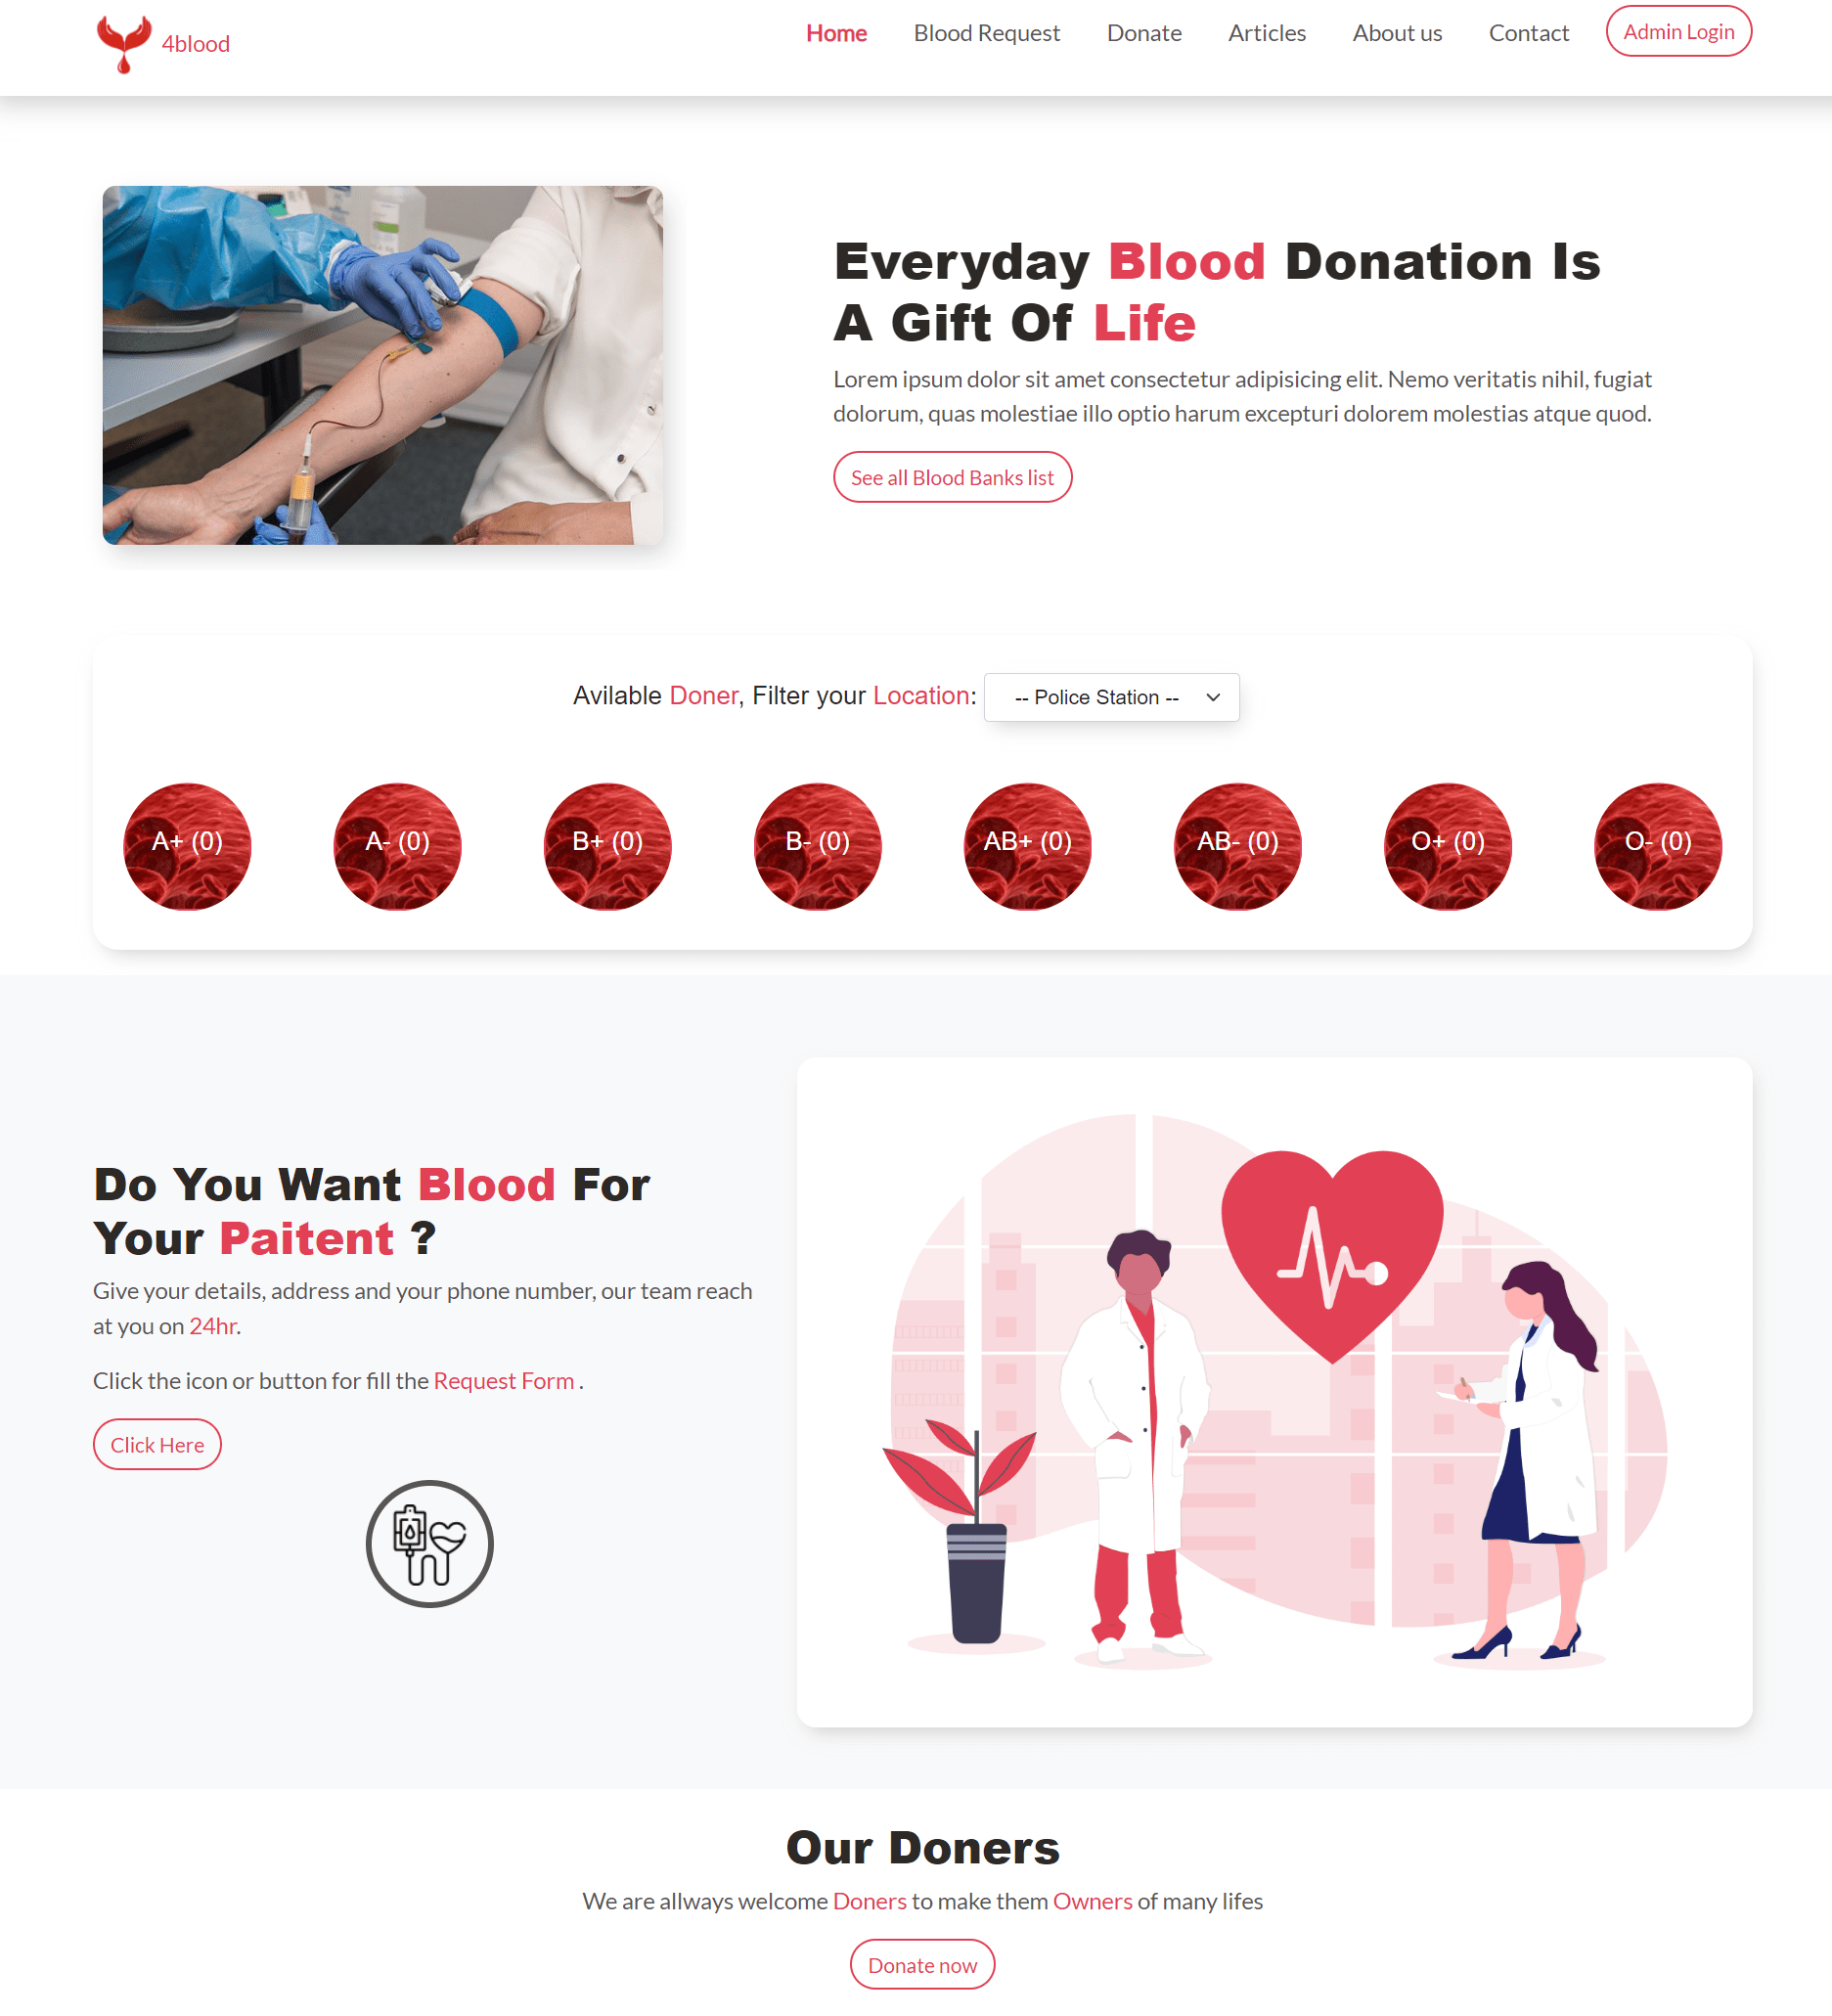 4blood
Home Blood Request Donate Articles About us Contact Admin Login
Everyday Blood Donation Is
A Gift Of Life
Lorem ipsum dolor sit amet consectetur adipisicing elit. Nemo veritatis nihil, fugiat
dolorum, quas molestiae illo optio harum excepturi dolorem molestias atque quod.
See all Blood Banks list
Avilable Doner, Filter your Location: -- Police Station --
A+ (0) A- (0) B+ (0) B- (0) AB+ (0) AB- (0) O+ (0) O- (0)
Do You Want Blood For
Your Paitent ?
Give your details, address and your phone number, our team reach
at you on 24hr.
Click the icon or button for fill the Request Form .
Click Here
Our Doners
We are allways welcome Doners to make them Owners of many lifes
Donate now